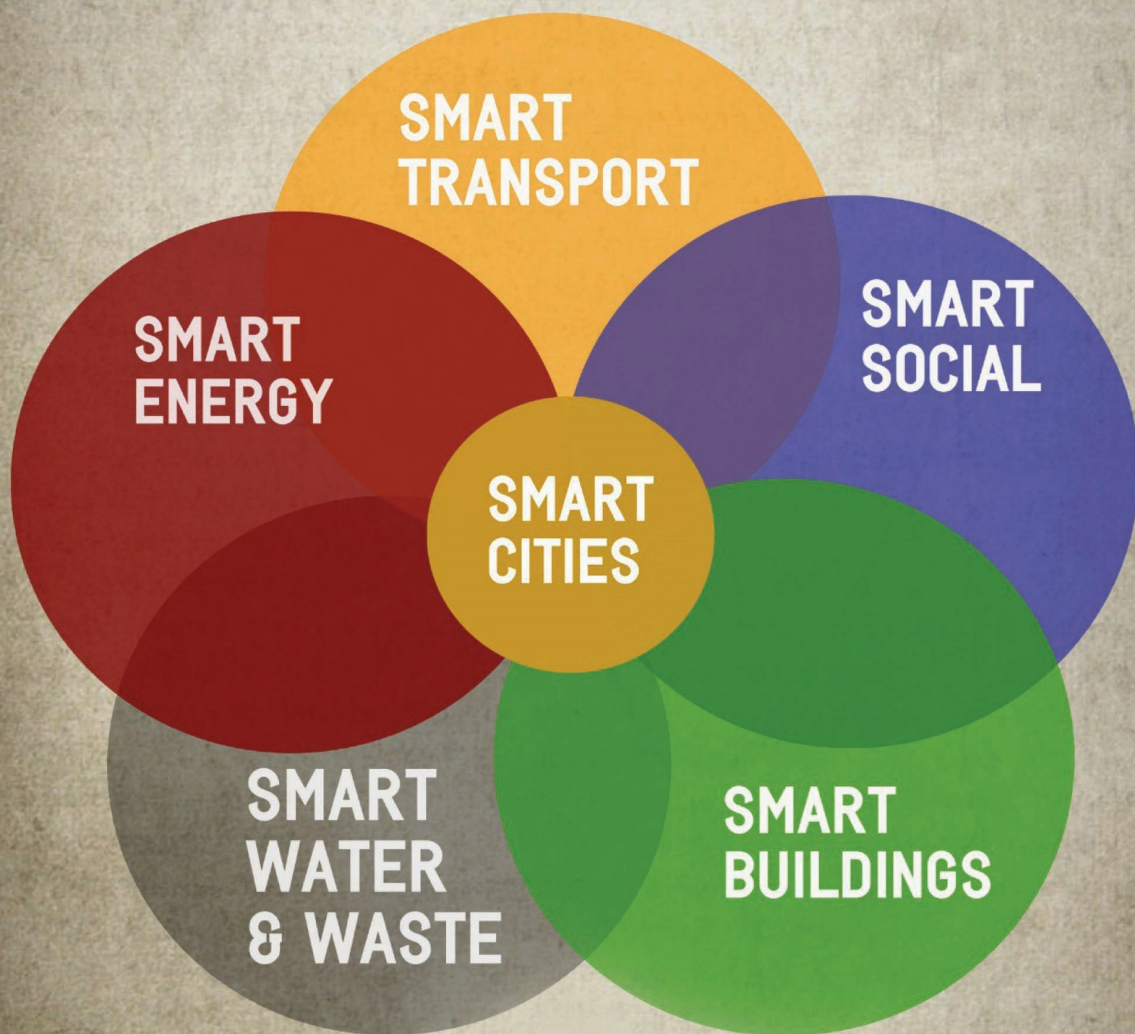 SMART
TRANSPORT
SMART
SOCIAL
SMART
ENERGY
SMART
CITIES
SMART
WATER
& WASTE
SMART
BUILDINGS